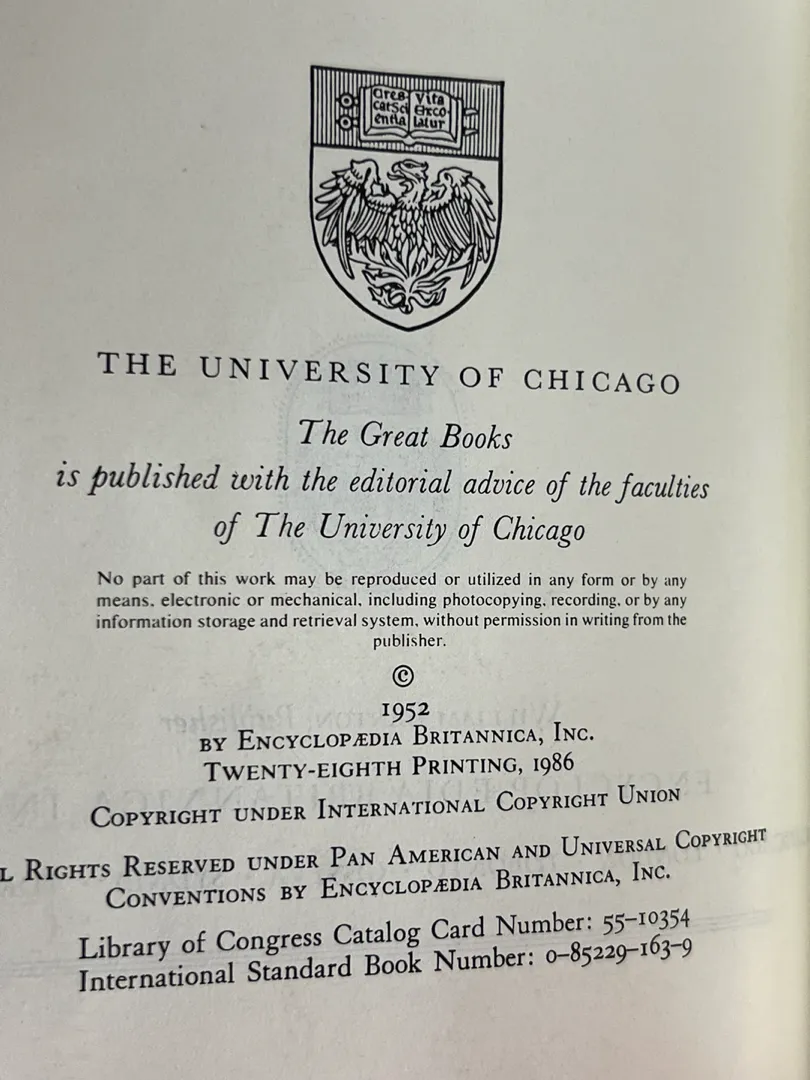 Cres Vita
cat Sci Exco
entia latur
THE UNIVERSITY OF CHICAGO
The Great Books
is published with the editorial advice of the faculties
of The University of Chicago
No part of this work may be reproduced or utilized in any form or by any
means, electronic or mechanical, including photocopying, recording, or by any
information storage and retrieval system, without permission in writing from the
publisher.
©
1952
BY ENCYCLOPÆDIA BRITANNICA, INC.
TWENTY-EIGHTH PRINTING, 1986
COPYRIGHT UNDER INTERNATIONAL COPYRIGHT UNION
L RIGHTS RESERVED UNDER PAN AMERICAN AND UNIVERSAL COPYRIGHT
CONVENTIONS BY ENCYCLOPÆDIA BRITANNICA, INC.
Library of Congress Catalog Card Number: 55-10354
International Standard Book Number: 0-85229-163-9